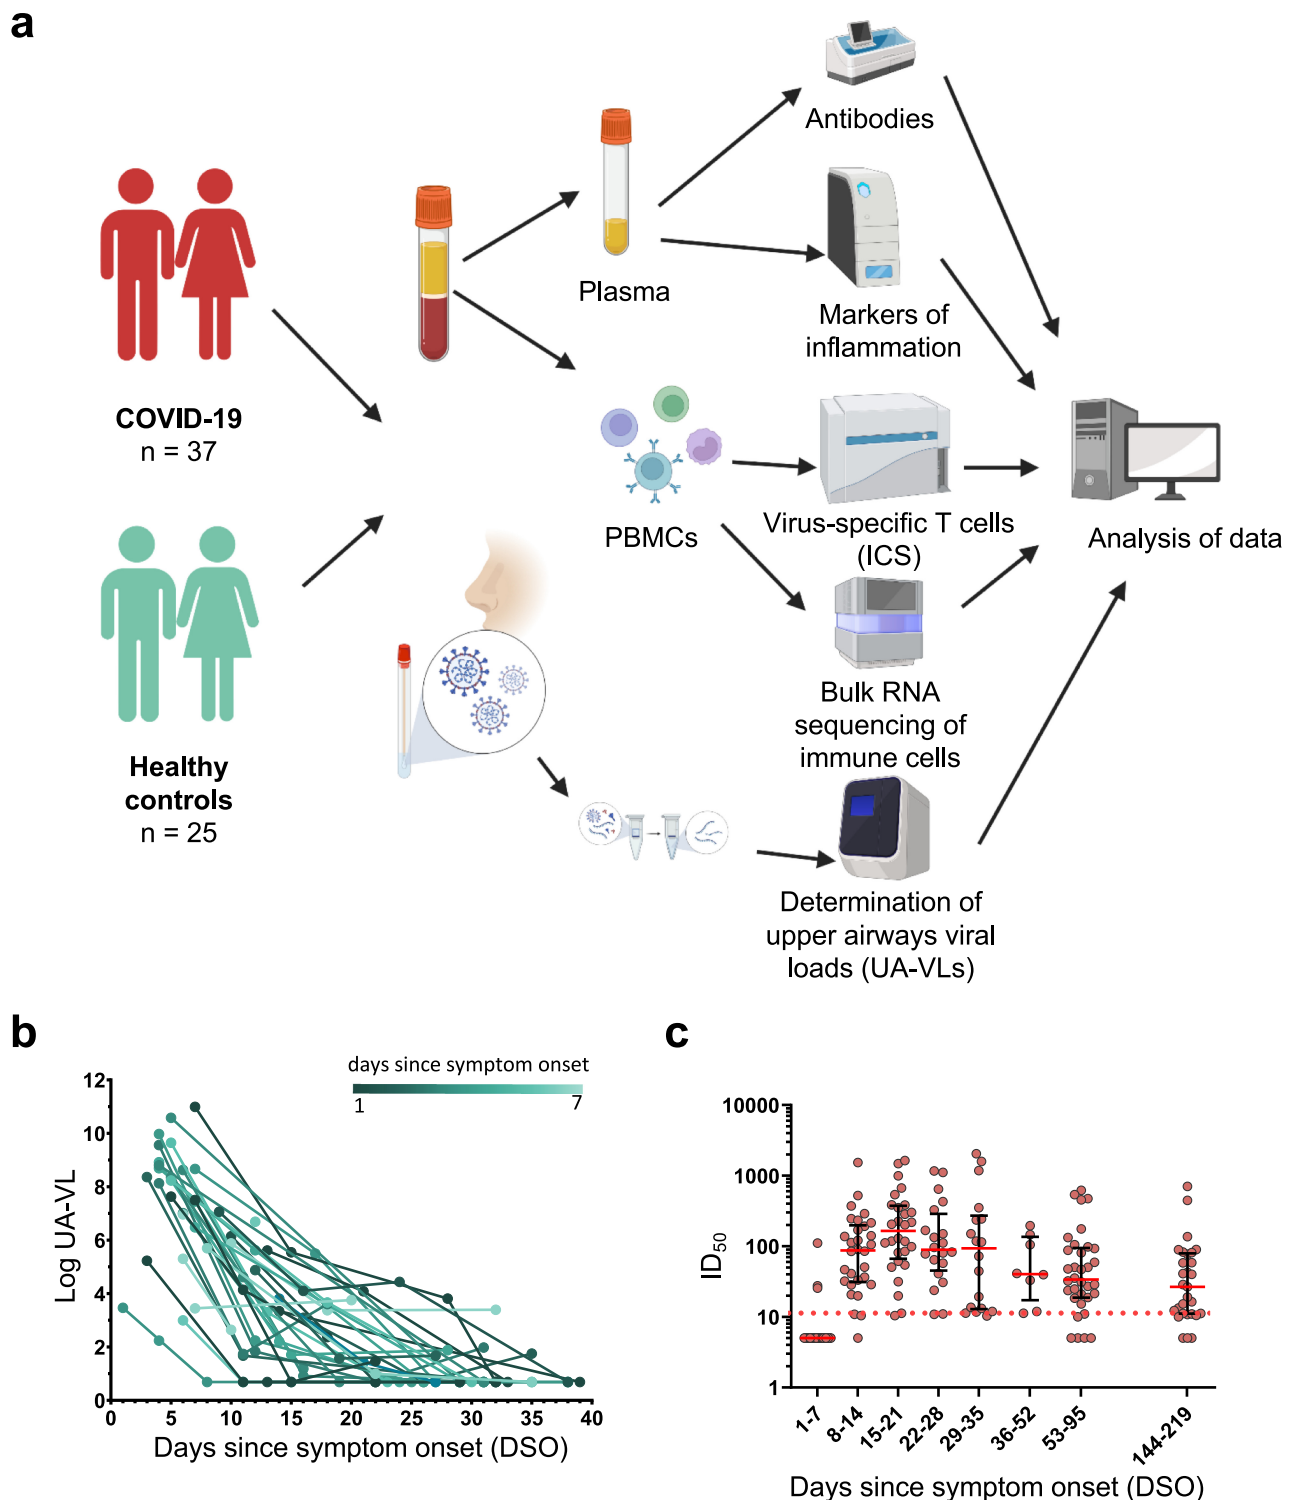 a
Antibodies
Plasma
Markers of
inflammation
COVID-19
n = 37
PBMCs
Virus-specific T cells
(ICS)
Analysis of data
Bulk RNA
sequencing of
immune cells
Healthy
controls
n = 25
Determination of
upper airways viral
loads (UA-VLs)
b
days since symptom onset
1 7
Log UA-VL
12
10
8
6
4
2
0
0 5 10 15 20 25 30 35 40
Days since symptom onset (DSO)
c
ID50
10000
1000
100
10
1
1-7 8-14 15-21 22-28 29-35 36-52 53-95 144-219
Days since symptom onset (DSO)